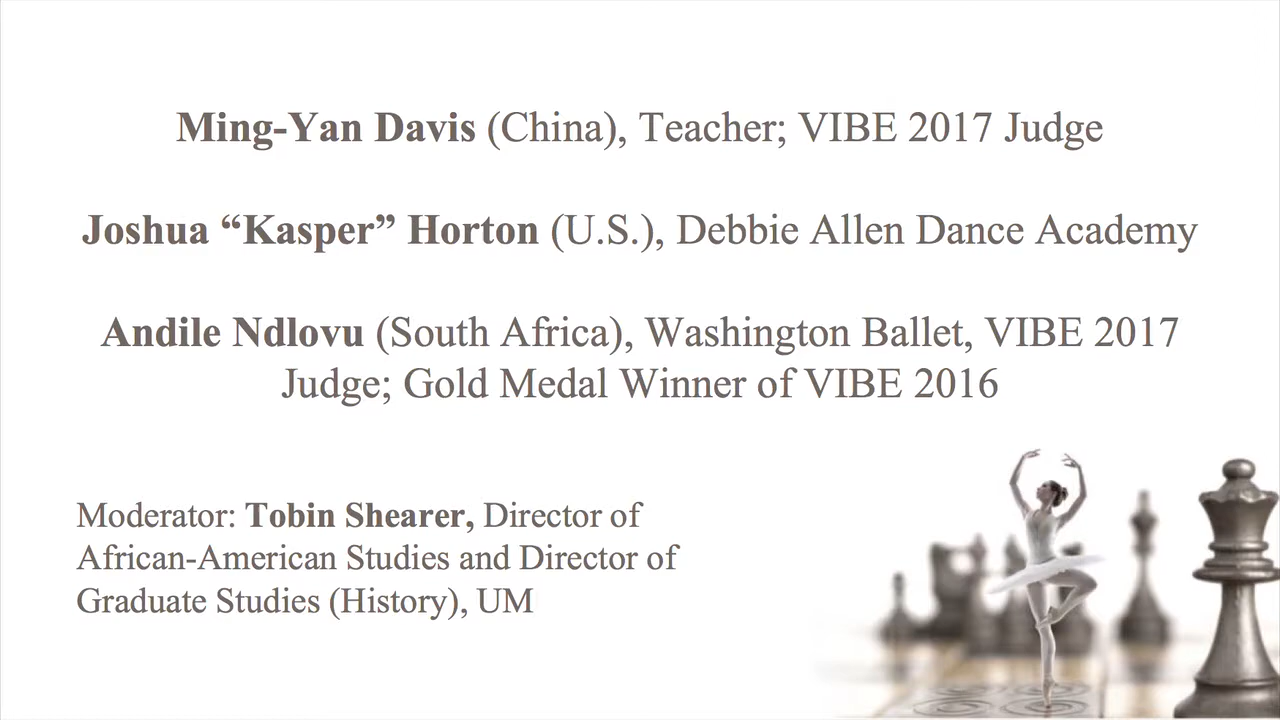 Ming-Yan Davis (China), Teacher; VIBE 2017 Judge
Joshua “Kasper” Horton (U.S.), Debbie Allen Dance Academy
Andile Ndlovu (South Africa), Washington Ballet, VIBE 2017
Judge; Gold Medal Winner of VIBE 2016
Moderator: Tobin Shearer, Director of
African-American Studies and Director of
Graduate Studies (History), UM